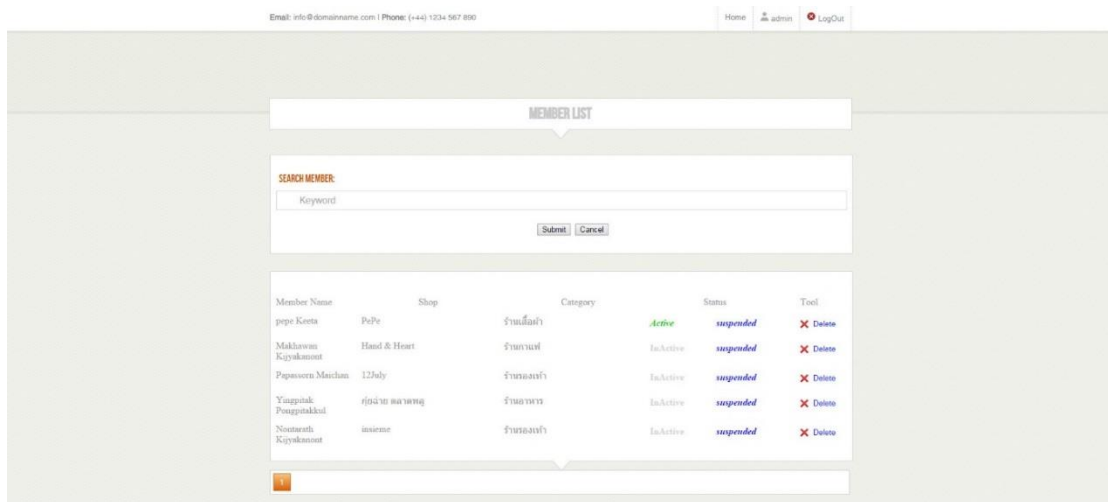 Email: info@domainname.com | Phone: (+44) 1234 567 890 Home admin LogOut
MEMBER LIST
SEARCH MEMBER:
Keyword
Submit Cancel
Member Name Shop Category Status Tool
pepe Keeta PePe ร้านเสื้อผ้า Active suspended Delete
Makhawan Hand & Heart ร้านกาแฟ InActive suspended Delete
Kijyakanont
Papassorn Maichan 12July ร้านรองเท้า InActive suspended Delete
Yingpitak กุ๋ยฉ่าย ตลาดพลู ร้านอาหาร InActive suspended Delete
Pongpitakkul
Nontarath insieme ร้านรองเท้า InActive suspended Delete
Kijyakanont
1